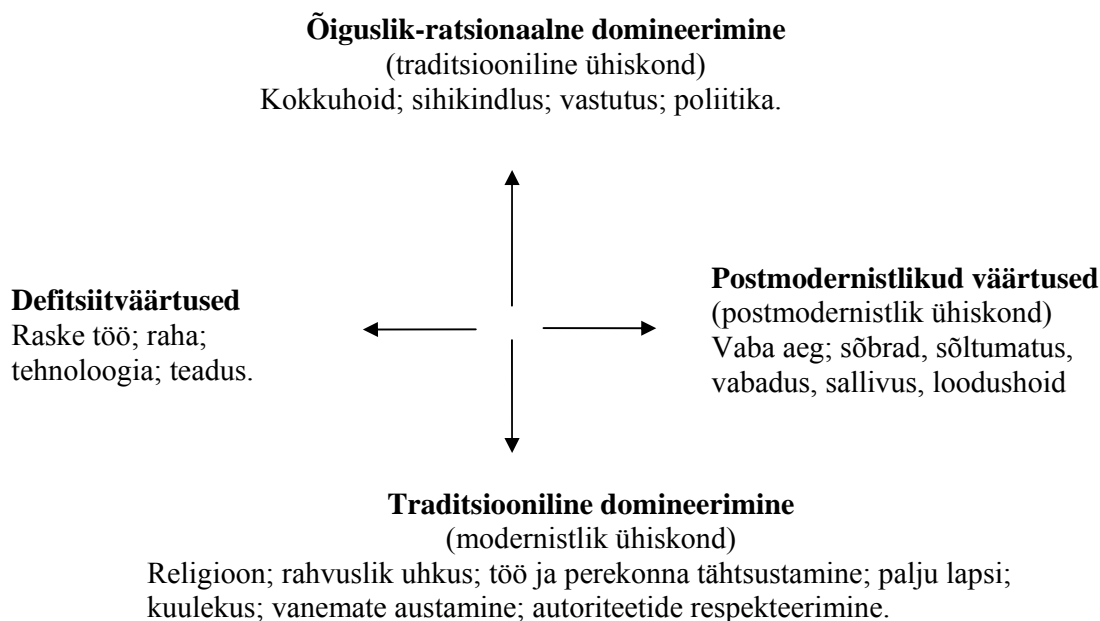 Õiguslik-ratsionaalne domineerimine
(traditsiooniline ühiskond)
Kokkuhoid; sihikindlus; vastutus; poliitika.
Defitsiitväärtused
Raske töö; raha;
tehnoloogia; teadus.
Postmodernistlikud väärtused
(postmodernistlik ühiskond)
Vaba aeg; sõbrad, sõltumatus,
vabadus, sallivus, loodushoid
Traditsiooniline domineerimine
(modernistlik ühiskond)
Religioon; rahvuslik uhkus; töö ja perekonna tähtsustamine; palju lapsi;
kuulekus; vanemate austamine; autoriteetide respekteerimine.